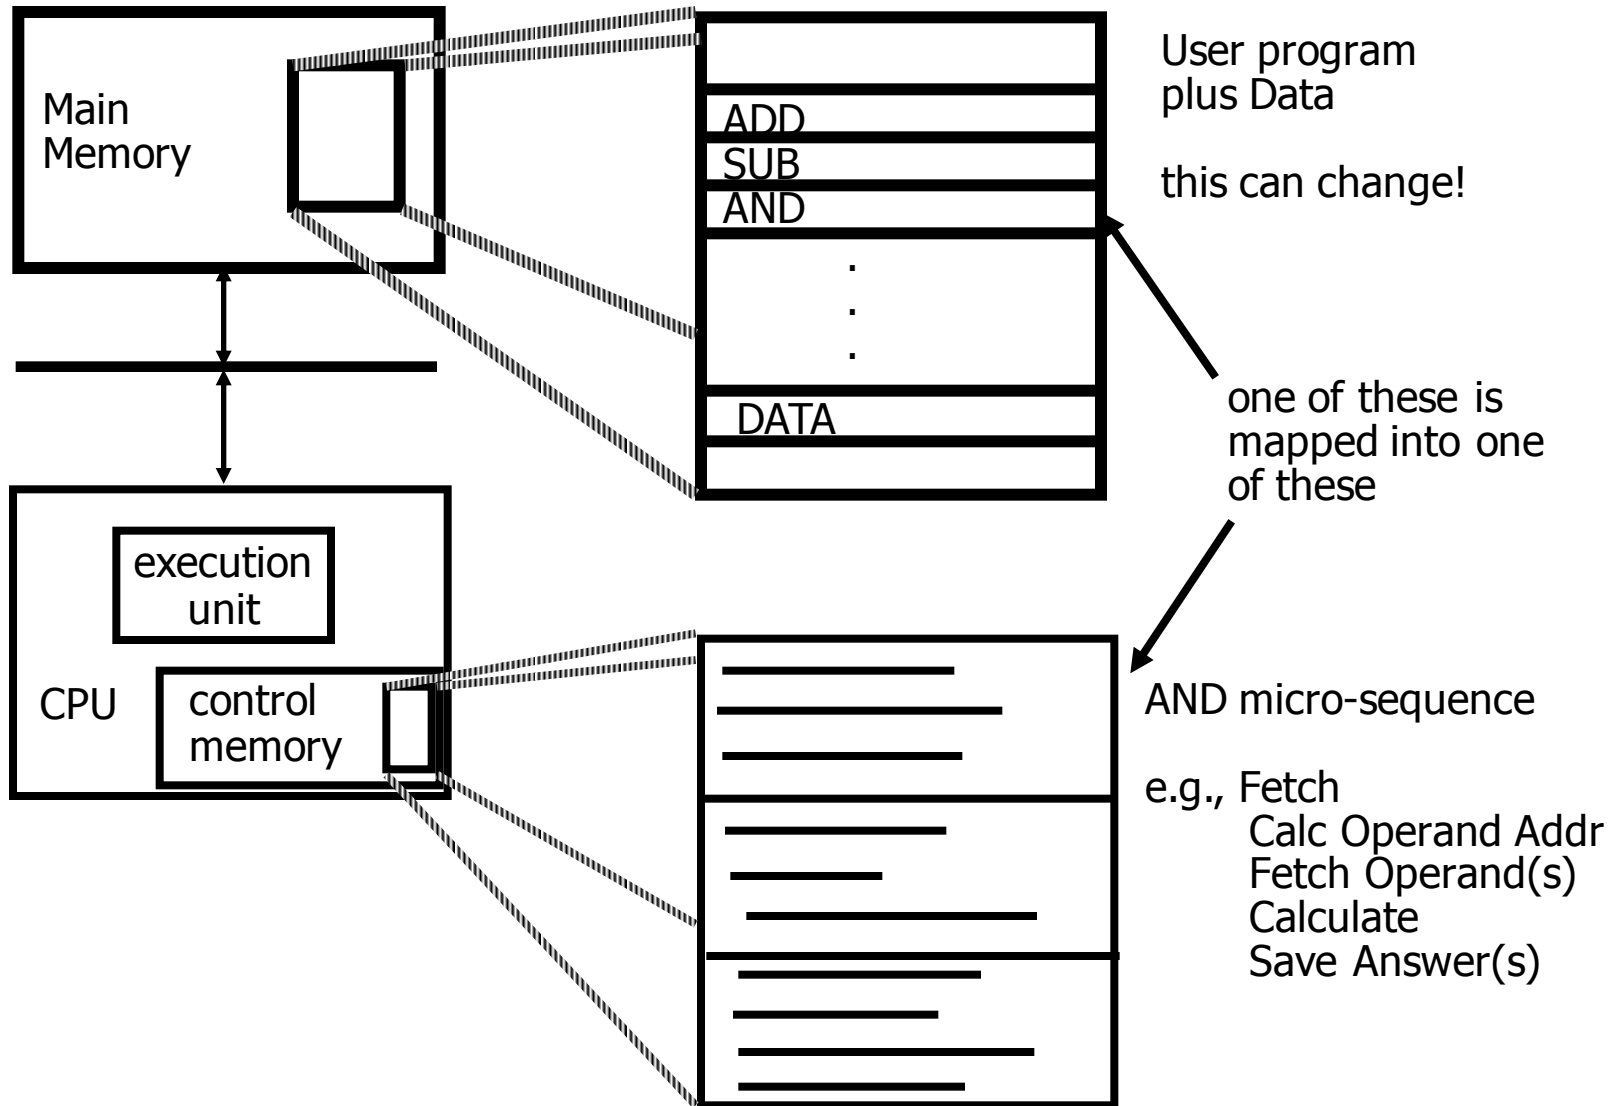 Main
Memory
ADD
SUB
AND
.
.
.
DATA
User program
plus Data
this can change!
one of these is
mapped into one
of these
execution
unit
CPU
control
memory
AND micro-sequence
e.g., Fetch
Calc Operand Addr
Fetch Operand(s)
Calculate
Save Answer(s)